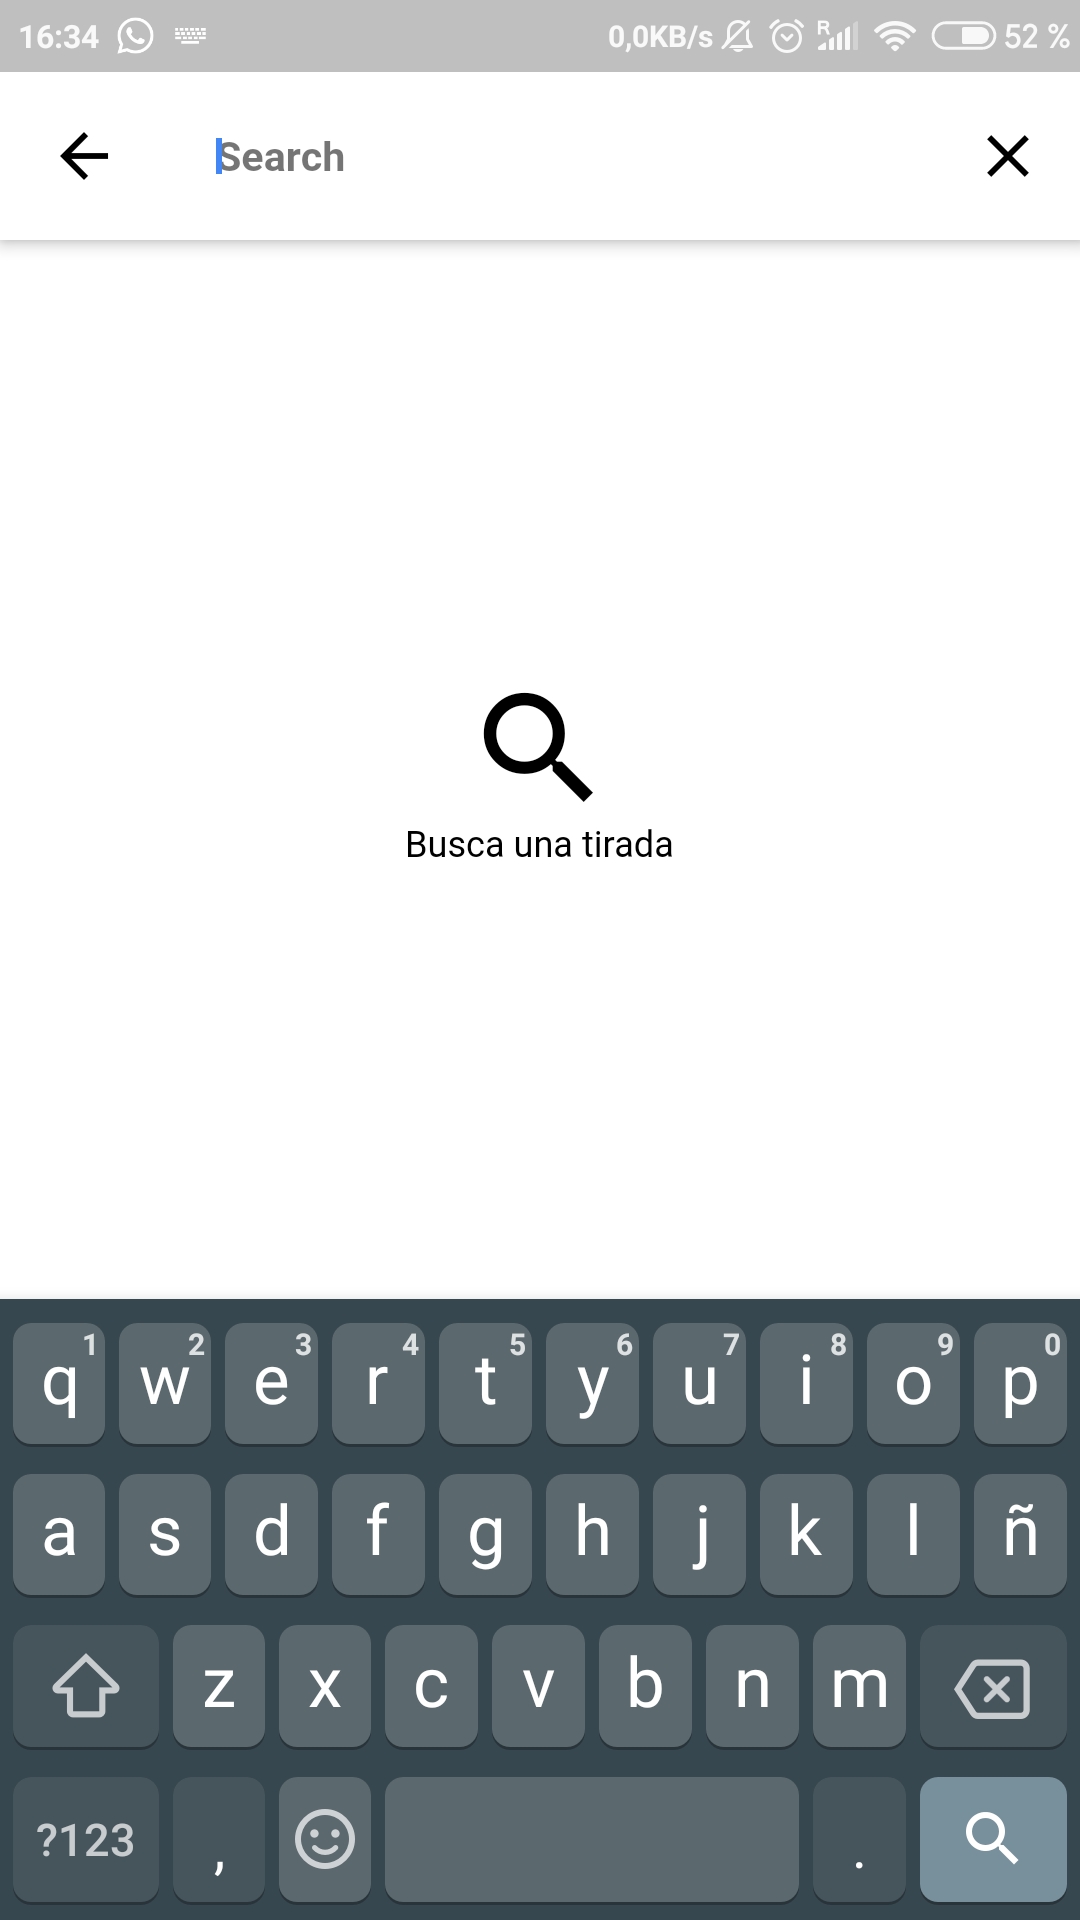 16:34 0,0KB/s R 52 %
Search
Busca una tirada
1 2 3 4 5 6 7 8 9 0
q w e r t y u i o p
a s d f g h j k l ñ
z x c v b n m
?123 , .